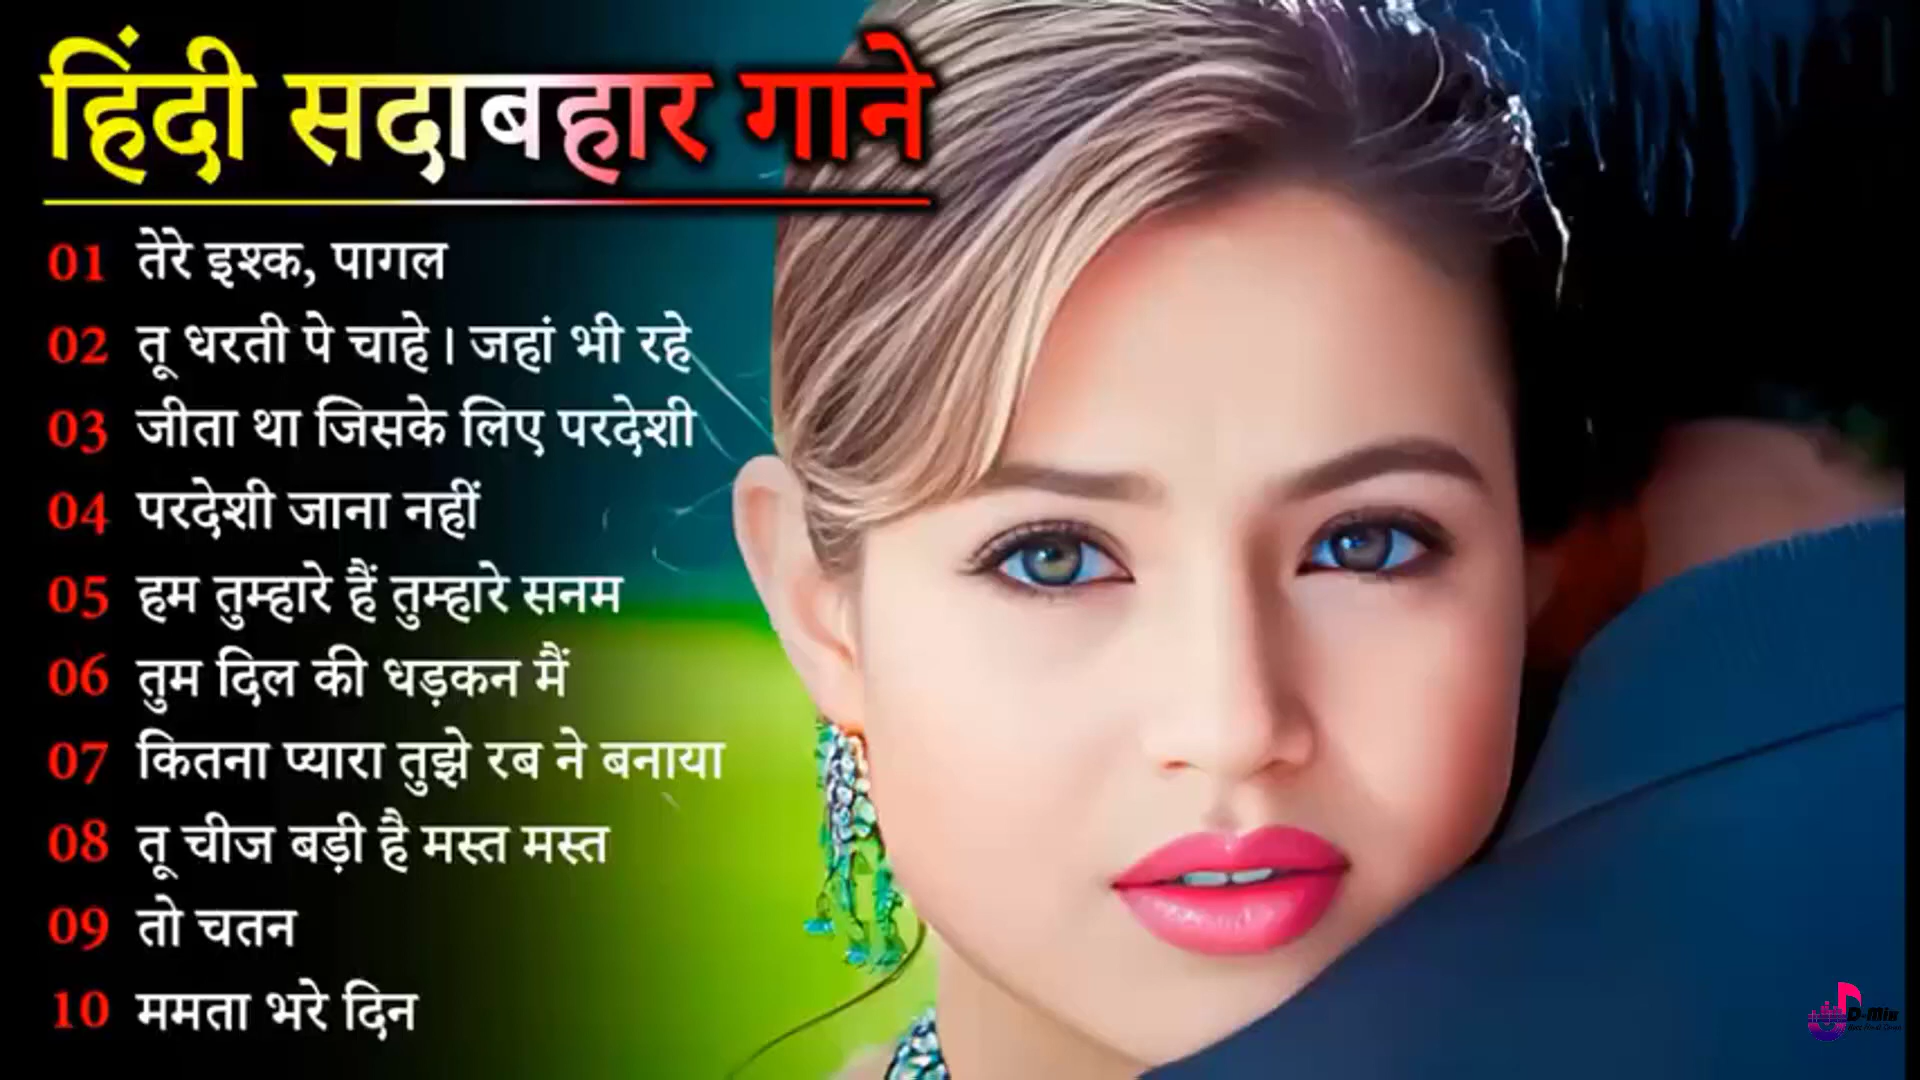 हिंदी सदाबहार गाने
01 तेरे इश्क, पागल
02 तू धरती पे चाहे। जहां भी रहे
03 जीता था जिसके लिए परदेशी
04 परदेशी जाना नहीं
05 हम तुम्हारे हैं तुम्हारे सनम
06 तुम दिल की धड़कन मैं
07 कितना प्यारा तुझे रब ने बनाया
08 तू चीज बड़ी है मस्त मस्त
09 तो चतन
10 ममता भरे दिन
D-Mix